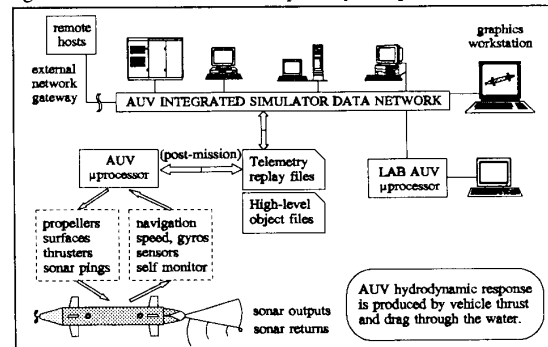 remote
hosts
external
network
gateway
graphics
workstation
AUV INTEGRATED SIMULATOR DATA NETWORK
AUV
µprocessor
(post-mission)
Telemetry
replay files
High-level
object files
LAB AUV
µprocessor
propellers
surfaces
thrusters
sonar pings
navigation
speed, gyros
sensors
self monitor
sonar outputs
sonar returns
AUV hydrodynamic response
is produced by vehicle thrust
and drag through the water.